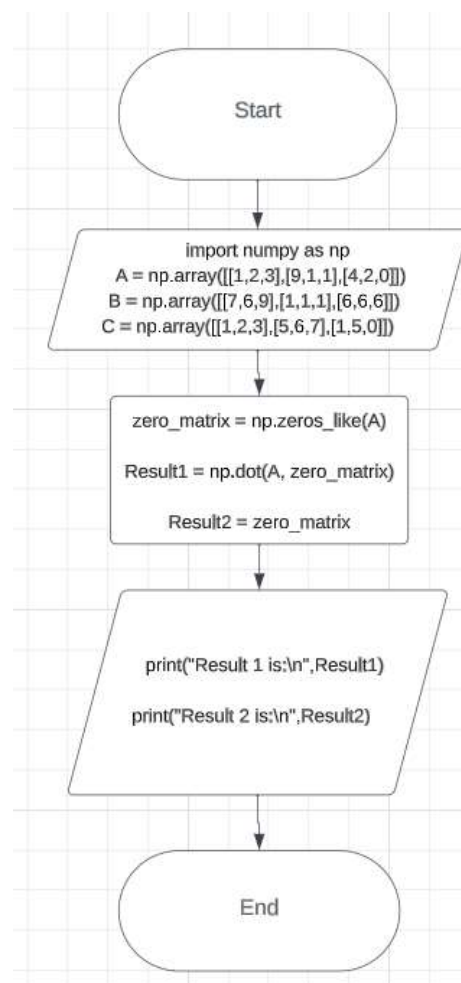 Start
import numpy as np
A = np.array([[1,2,3],[9,1,1],[4,2,0]])
B = np.array([[7,6,9],[1,1,1],[6,6,6]])
C = np.array([[1,2,3],[5,6,7],[1,5,0]])
zero_matrix = np.zeros_like(A)
Result1 = np.dot(A, zero_matrix)
Result2 = zero_matrix
print("Result 1 is:\n",Result1)
print("Result 2 is:\n",Result2)
End